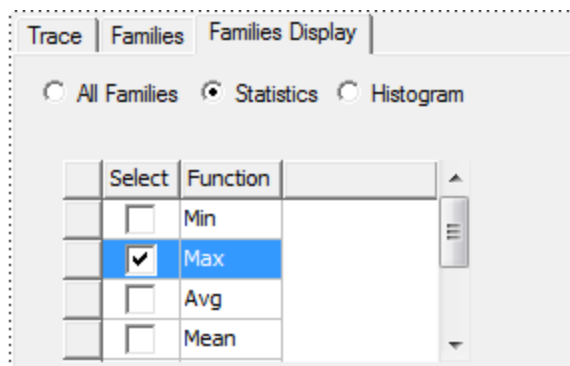 Trace Families Families Display
All Families Statistics Histogram
Select Function
Min
Max
Avg
Mean